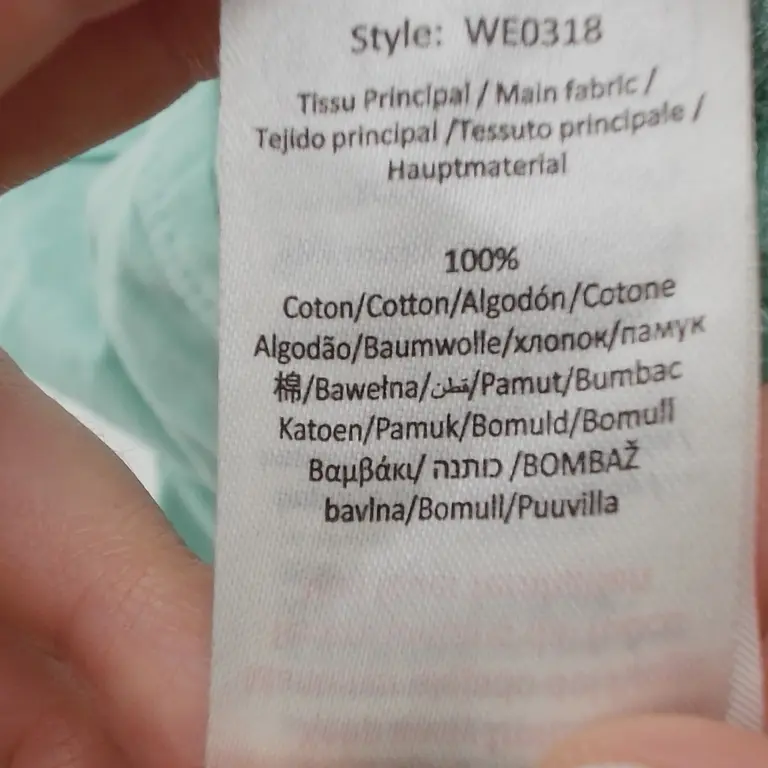 Style: WE0318
Tissu Principal / Main fabric /
Tejido principal /Tessuto principale /
Hauptmaterial
100%
Coton/Cotton/Algodón/Cotone
Algodão/Baumwolle/хлопок/памук
棉/Bawełna/قطن/Pamut/Bumbac
Katoen/Pamuk/Bomuld/Bomull
Βαμβάκι/ כותנה /BOMBAŽ
bavlna/Bomull/Puuvilla